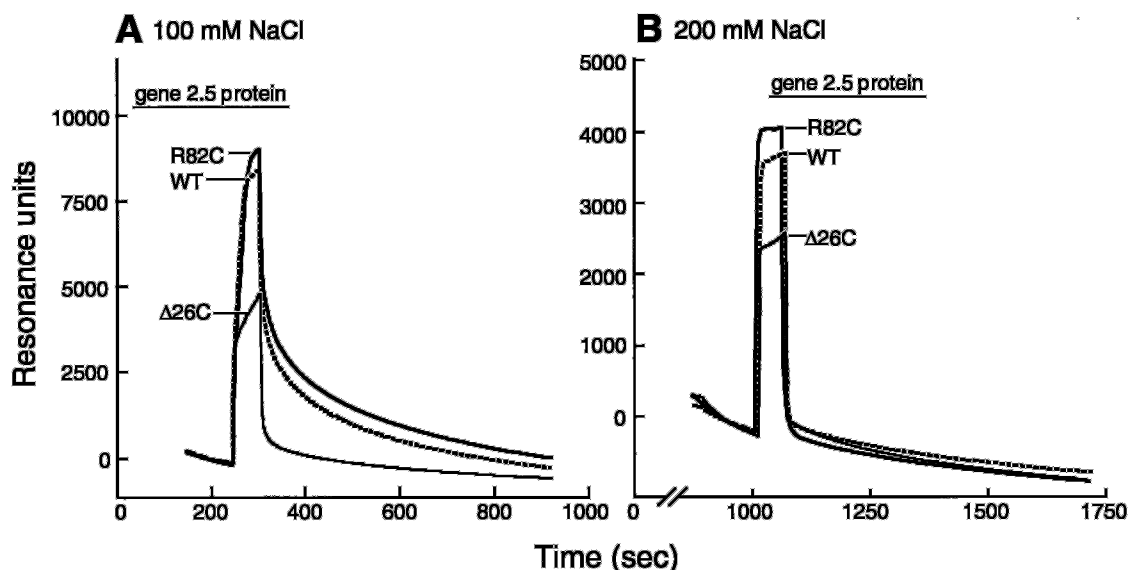 A 100 mM NaCl
gene 2.5 protein
Resonance units
10000
7500
5000
2500
0
R82C
WT
Δ26C
0 200 400 600 800 1000
B 200 mM NaCl
gene 2.5 protein
5000
4000
3000
2000
1000
0
R82C
WT
Δ26C
0 1000 1250 1500 1750
Time (sec)